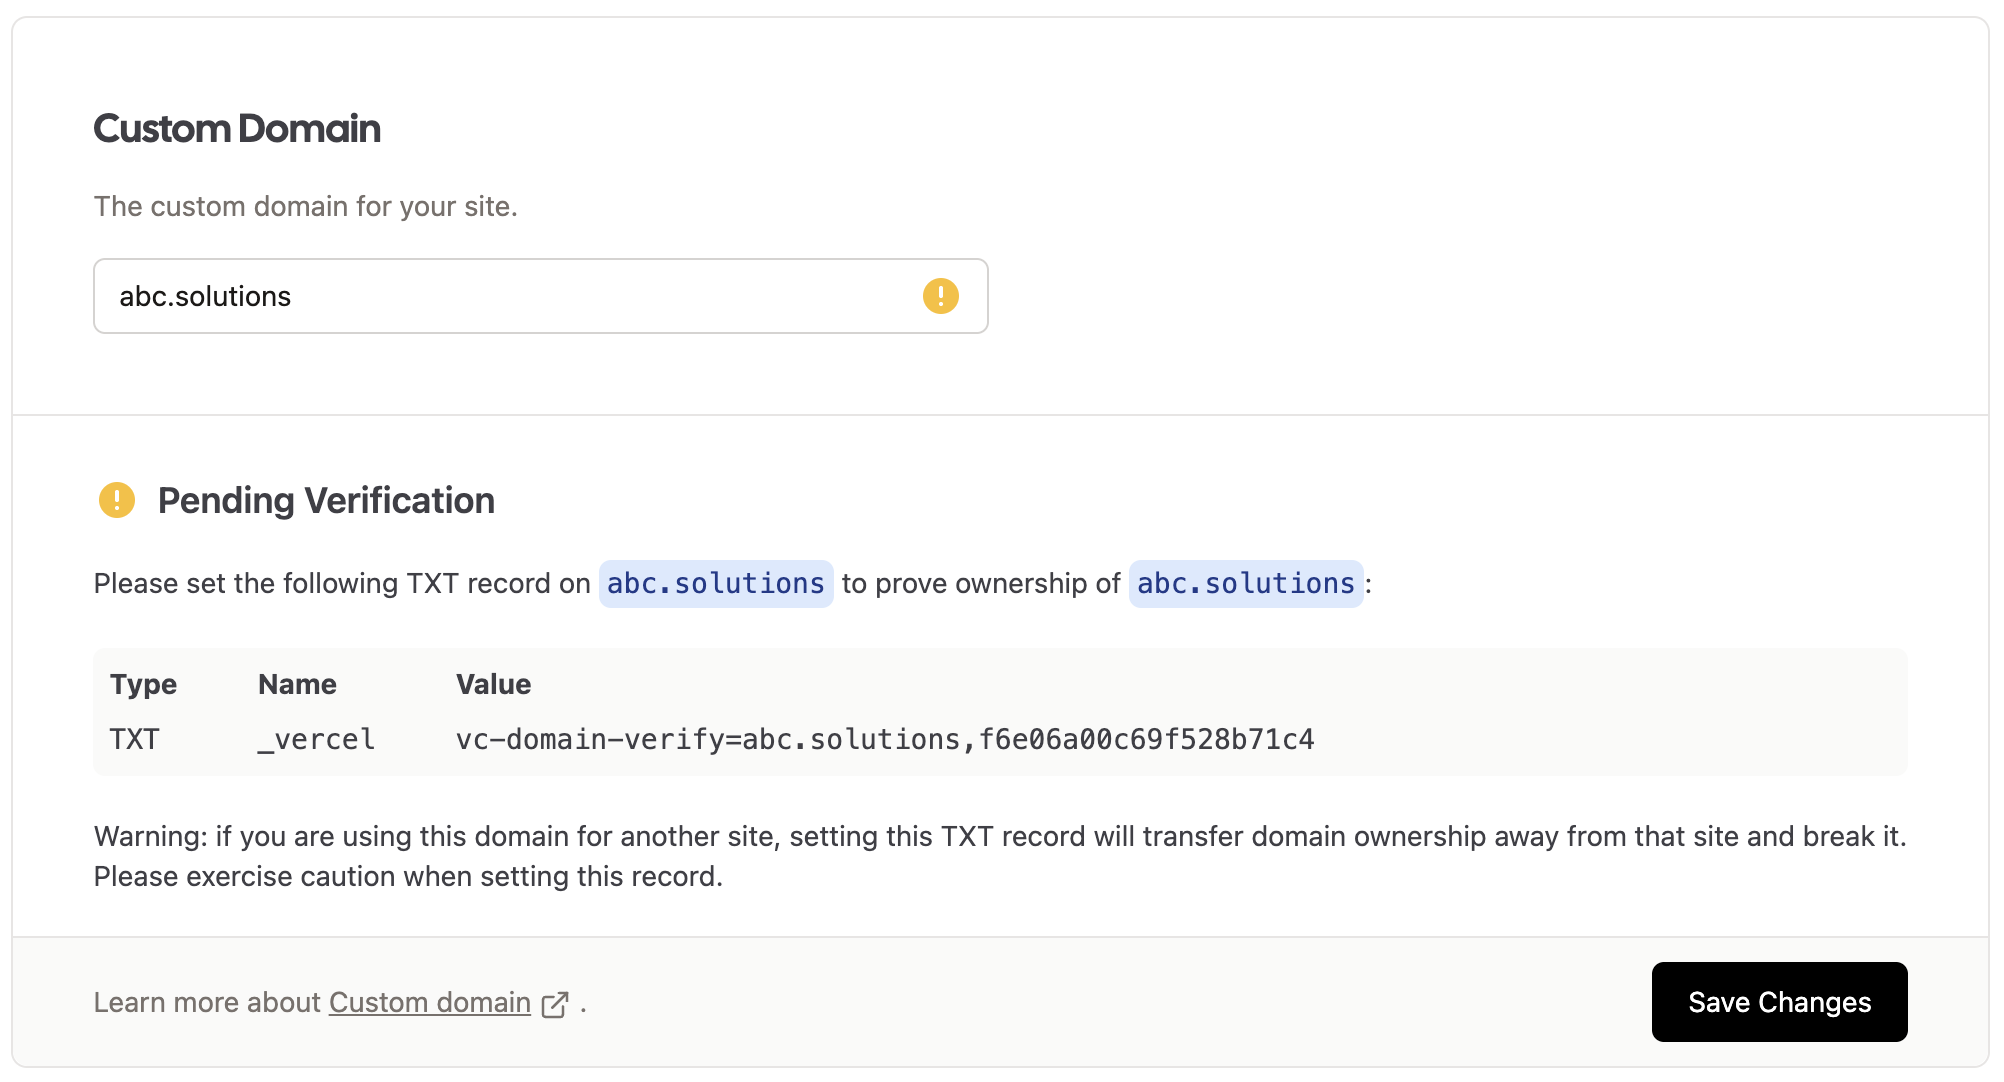 Custom Domain
The custom domain for your site.
abc.solutions
Pending Verification
Please set the following TXT record on abc.solutions to prove ownership of abc.solutions:
Type Name Value
TXT _vercel vc-domain-verify=abc.solutions,f6e06a00c69f528b71c4
Warning: if you are using this domain for another site, setting this TXT record will transfer domain ownership away from that site and break it.
Please exercise caution when setting this record.
Learn more about Custom domain .
Save Changes